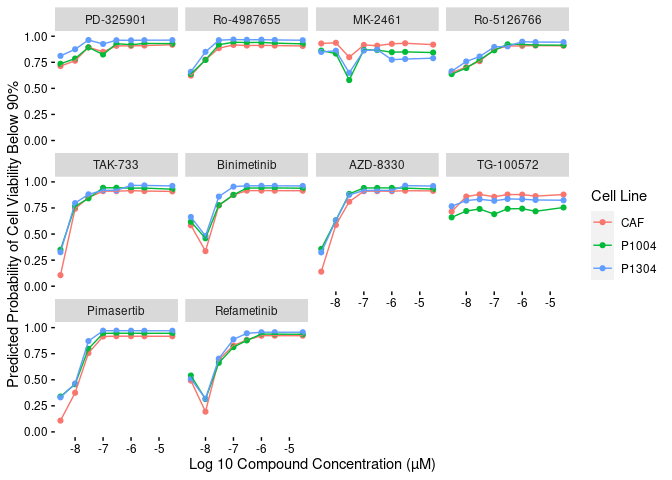 PD-325901 Ro-4987655 MK-2461 Ro-5126766
1.00
0.75
0.50
0.25
0.00
TAK-733 Binimetinib AZD-8330 TG-100572
1.00
0.75
0.50
0.25
0.00
-8 -7 -6 -5 -8 -7 -6 -5
Pimasertib Refametinib
1.00
0.75
0.50
0.25
0.00
-8 -7 -6 -5 -8 -7 -6 -5
Log 10 Compound Concentration (µM)
Predicted Probability of Cell Viability Below 90%
Cell Line
CAF
P1004
P1304